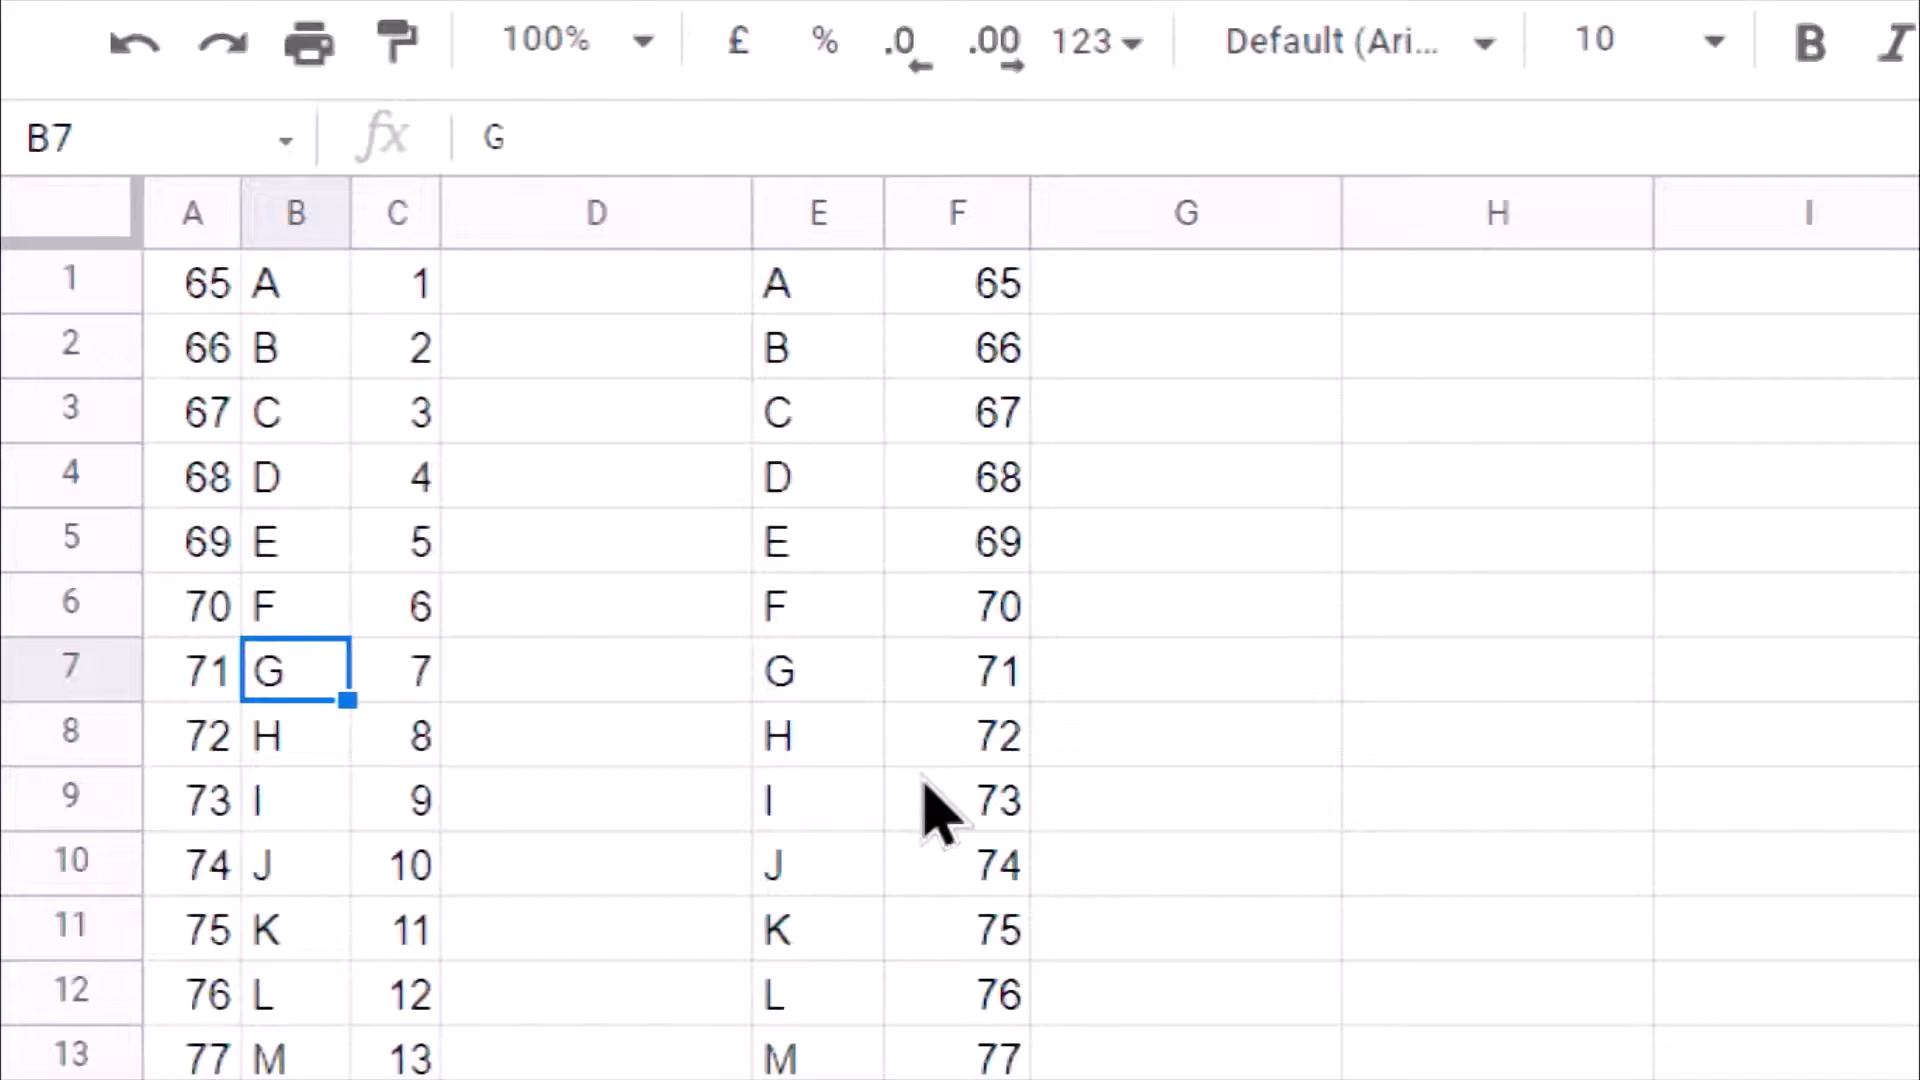 100% £ % .0 .00 123 Default (Ari... 10 B I
B7 fx G
A B C D E F G H I
1 65 A 1 A 65
2 66 B 2 B 66
3 67 C 3 C 67
4 68 D 4 D 68
5 69 E 5 E 69
6 70 F 6 F 70
7 71 G 7 G 71
8 72 H 8 H 72
9 73 I 9 I 73
10 74 J 10 J 74
11 75 K 11 K 75
12 76 L 12 L 76
13 77 M 13 M 77